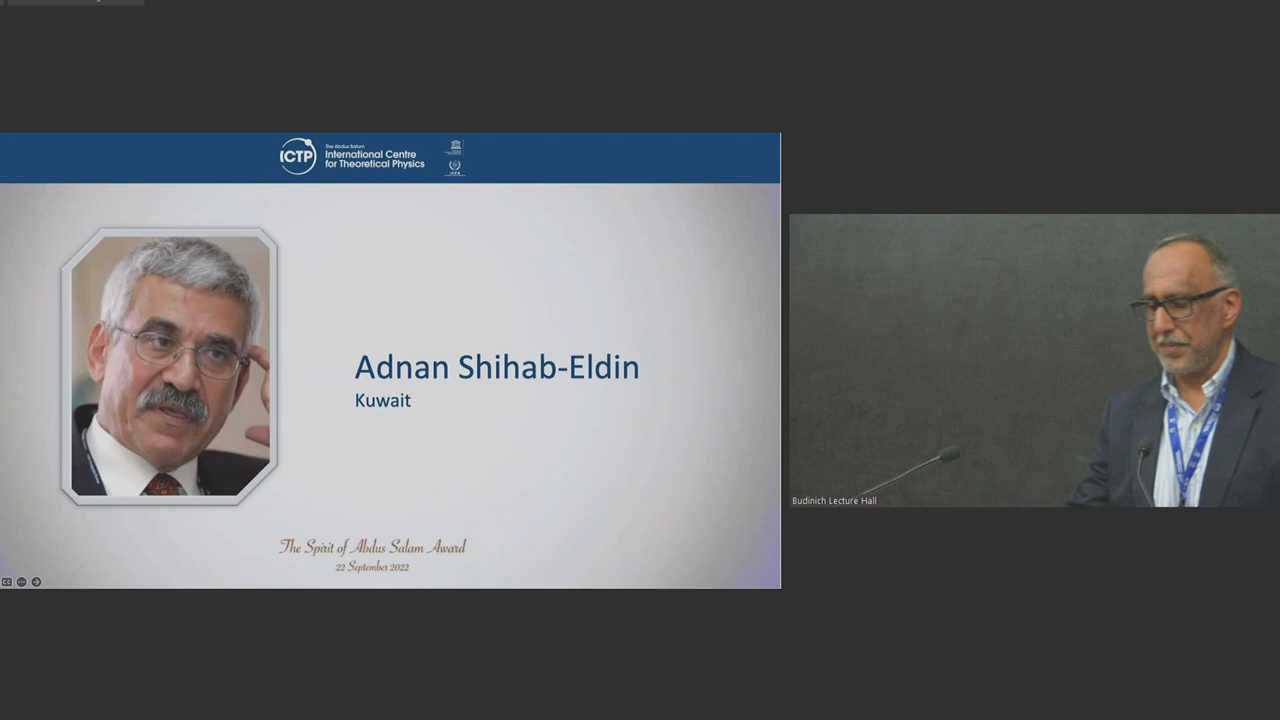 ICTP
The Abdus Salam
International Centre
for Theoretical Physics
IAEA
Adnan Shihab-Eldin
Kuwait
The Spirit of Abdus Salam Award
22 September 2022
Budinich Lecture Hall